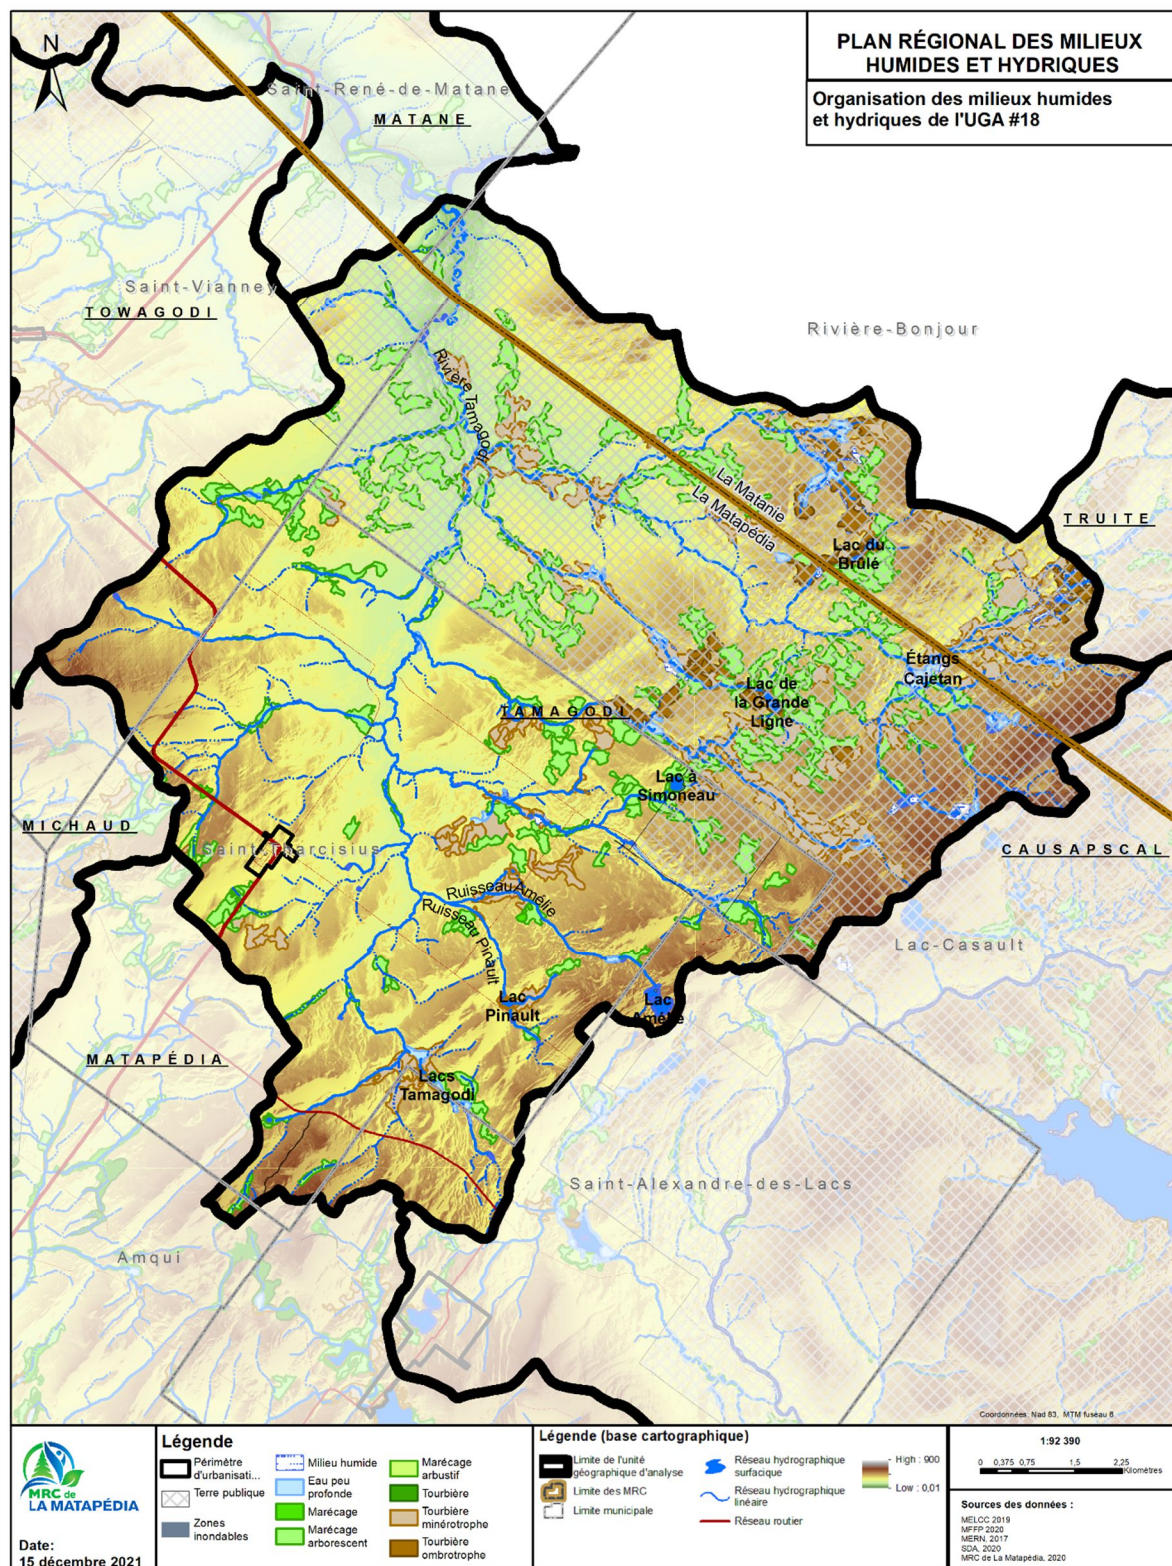 PLAN RÉGIONAL DES MILIEUX
HUMIDES ET HYDRIQUES
Organisation des milieux humides
et hydriques de l'UGA #18
N
Saint-René-de-Matane
MATANE
Saint-Vianney
TOWAGODI
Rivière-Bonjour
Rivière Tamagodi
La Matanie
La Matapédia
TRUITE
Lac du
Brûlé
Étangs
Cajetan
Lac de
la Grande
Ligne
TAMAGODI
Lac à
Simoneau
MICHAUD
Saint-Tharcisius
CAUSAPSCAL
Ruisseau Amélie
Ruisseau Pinault
Lac-Casault
Lac
Pinault
Lac
Amélie
MATAPÉDIA
Lacs
Tamagodi
Saint-Alexandre-des-Lacs
Amqui
Coordonnées: Nad 83, MTM fuseau 6
MRC de
LA MATAPÉDIA
Date:
15 décembre 2021
Légende
Périmètre
d'urbanisati...
Terre publique
Zones
inondables
Milieu humide
Eau peu
profonde
Marécage
Marécage
arborescent
Marécage
arbustif
Tourbière
Tourbière
minérotrophe
Tourbière
ombrotrophe
Légende (base cartographique)
Limite de l'unité
géographique d'analyse
Limite des MRC
Limite municipale
Réseau hydrographique
surfacique
Réseau hydrographique
linéaire
Réseau routier
High : 900
Low : 0,01
1:92 390
0 0,375 0,75 1,5 2,25
Kilomètres
Sources des données :
MELCC 2019
MFFP 2020
MERN, 2017
SDA, 2020
MRC de La Matapédia, 2020